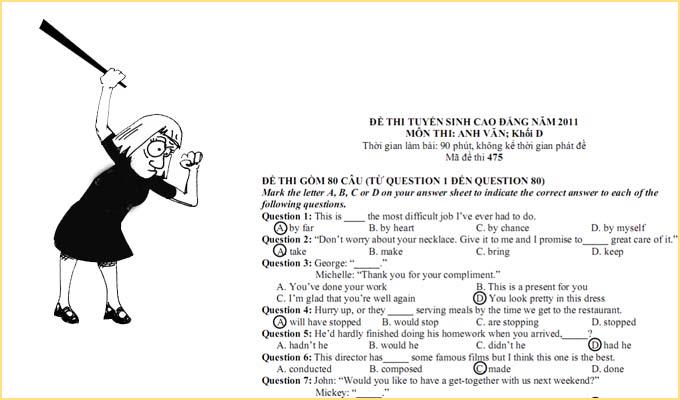 ĐỀ THI TUYỂN SINH CAO ĐẲNG NĂM 2011
MÔN THI: ANH VĂN; Khối D
Thời gian làm bài: 90 phút, không kể thời gian phát đề
Mã đề thi 475
ĐỀ THI GỒM 80 CÂU (TỪ QUESTION 1 ĐẾN QUESTION 80)
Mark the letter A, B, C or D on your answer sheet to indicate the correct answer to each of the
following questions.
Question 1: This is ____ the most difficult job I've ever had to do.
A by far B. by heart C. by chance D. by myself
Question 2: “Don't worry about your necklace. Give it to me and I promise to_____ great care of it.”
A take B. make C. bring D. keep
Question 3: George: “_____.”
Michelle: “Thank you for your compliment.”
A. You've done your work B. This is a present for you
C. I'm glad that you're well again D You look pretty in this dress
Question 4: Hurry up, or they _____ serving meals by the time we get to the restaurant.
A will have stopped B. would stop C. are stopping D. stopped
Question 5: He'd hardly finished doing his homework when you arrived,_____?
A. hadn't he B. would he C. didn't he D had he
Question 6: This director has_____ some famous films but I think this one is the best.
A. conducted B. composed C made D. done
Question 7: John: “Would you like to have a get-together with us next weekend?”
Mickey: “_____.”